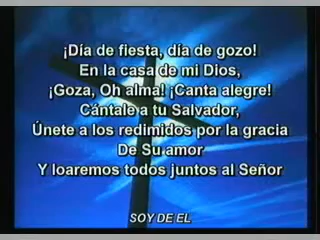 ¡Día de fiesta, día de gozo!
En la casa de mi Dios,
¡Goza, Oh alma! ¡Canta alegre!
Cántale a tu Salvador,
Únete a los redimidos por la gracia
De Su amor
Y loaremos todos juntos al Señor
SOY DE EL